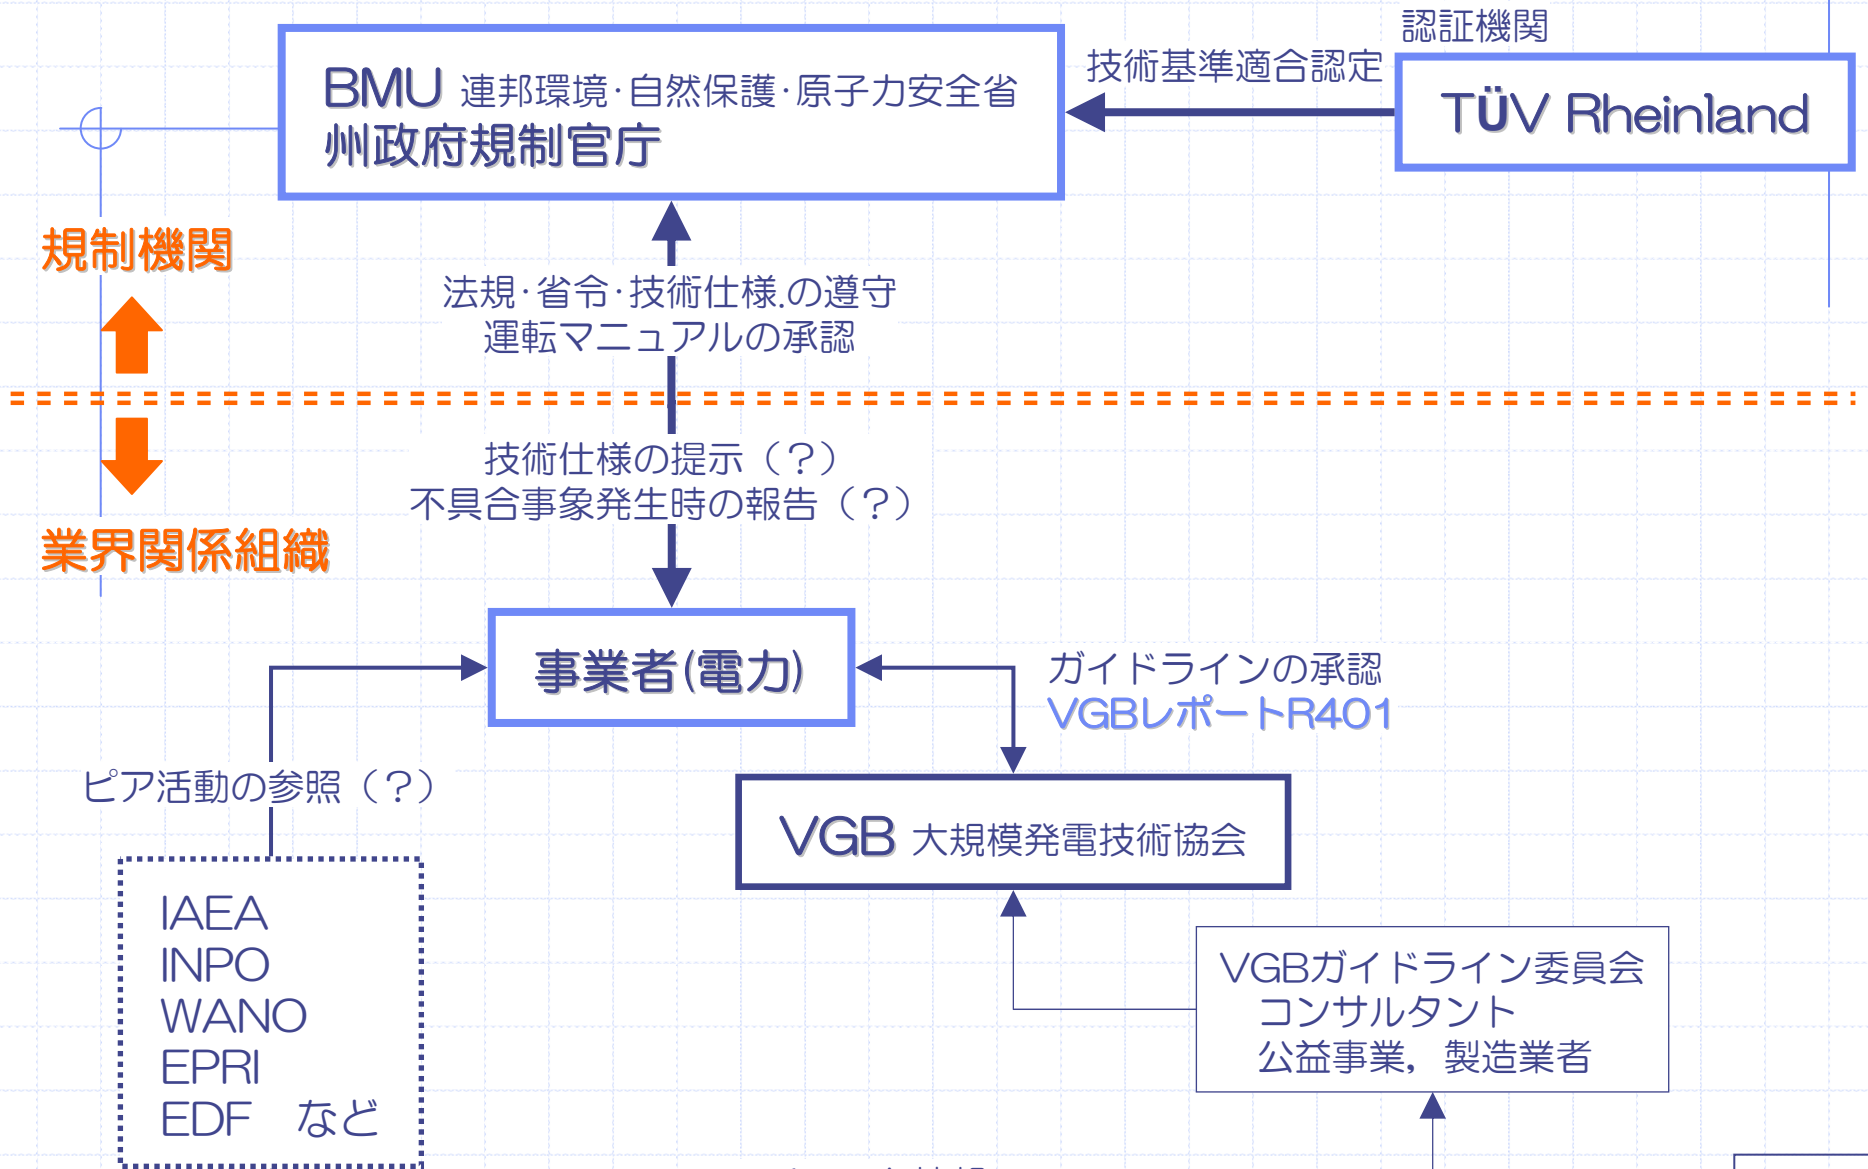 認証機関
BMU 連邦環境・自然保護・原子力安全省
州政府規制官庁
技術基準適合認定
TÜV Rheinland
規制機関
法規・省令・技術仕様.の遵守
運転マニュアルの承認
技術仕様の提示（？）
不具合事象発生時の報告（？）
業界関係組織
事業者(電力)
ガイドラインの承認
VGBレポートR401
ピア活動の参照（？）
VGB 大規模発電技術協会
IAEA
INPO
WANO
EPRI
EDF　など
VGBガイドライン委員会
コンサルタント
公益事業，製造業者